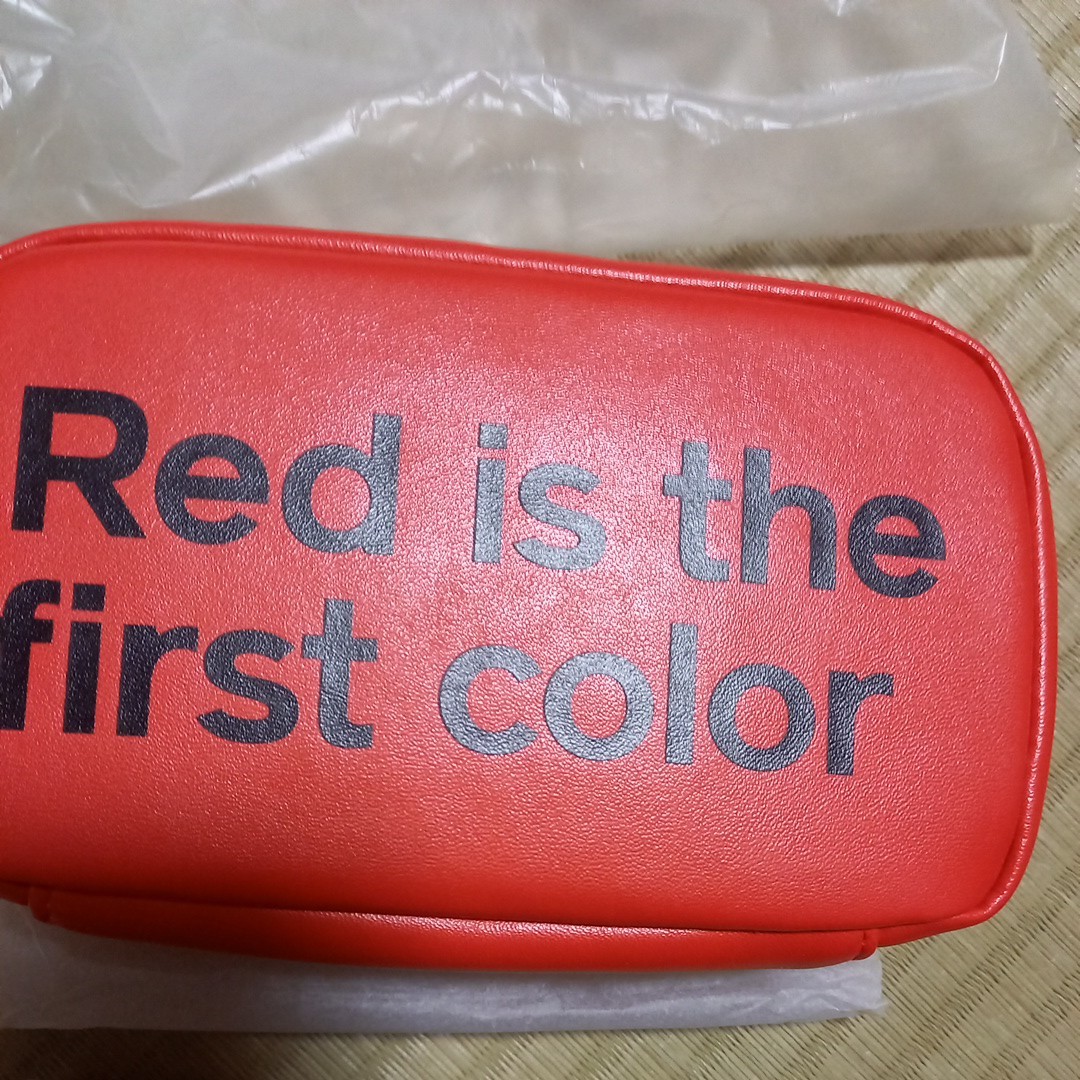 Red is the
first color